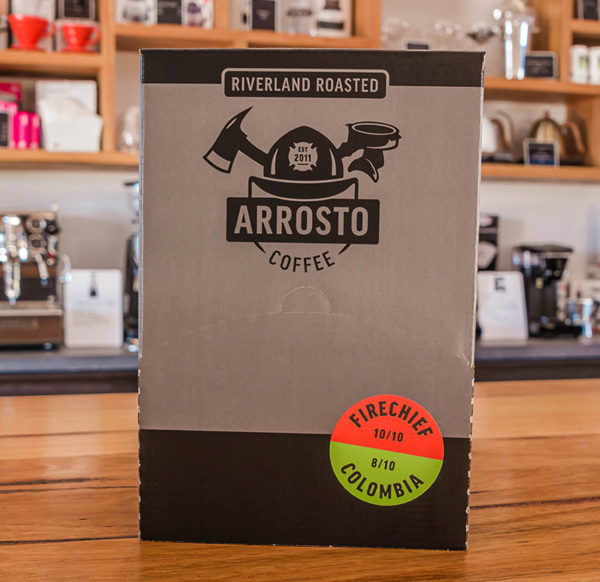 RIVERLAND ROASTED
EST
2011
ARROSTO
COFFEE
FIRECHIEF
10/10
8/10
COLOMBIA